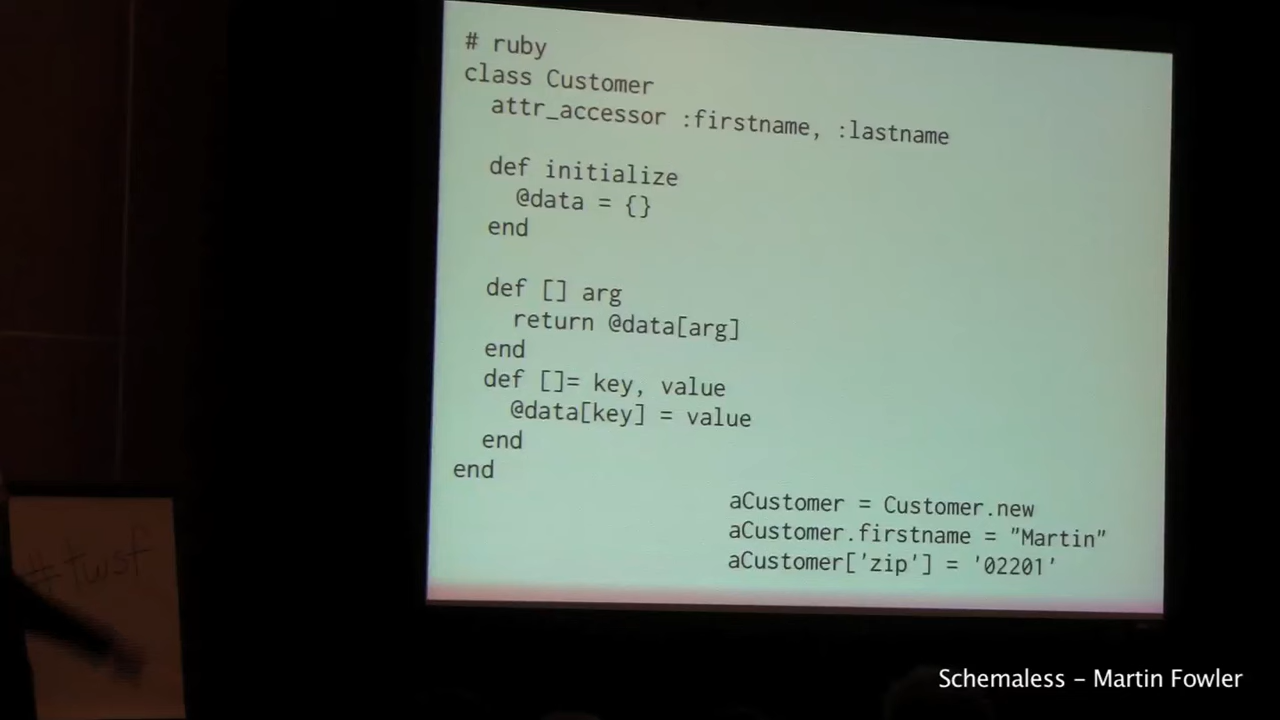 # ruby
class Customer
  attr_accessor :firstname, :lastname
  def initialize
    @data = {}
  end
  def [] arg
    return @data[arg]
  end
  def []= key, value
    @data[key] = value
  end
end
aCustomer = Customer.new
aCustomer.firstname = "Martin"
aCustomer['zip'] = '02201'
#twsf
Schemaless – Martin Fowler